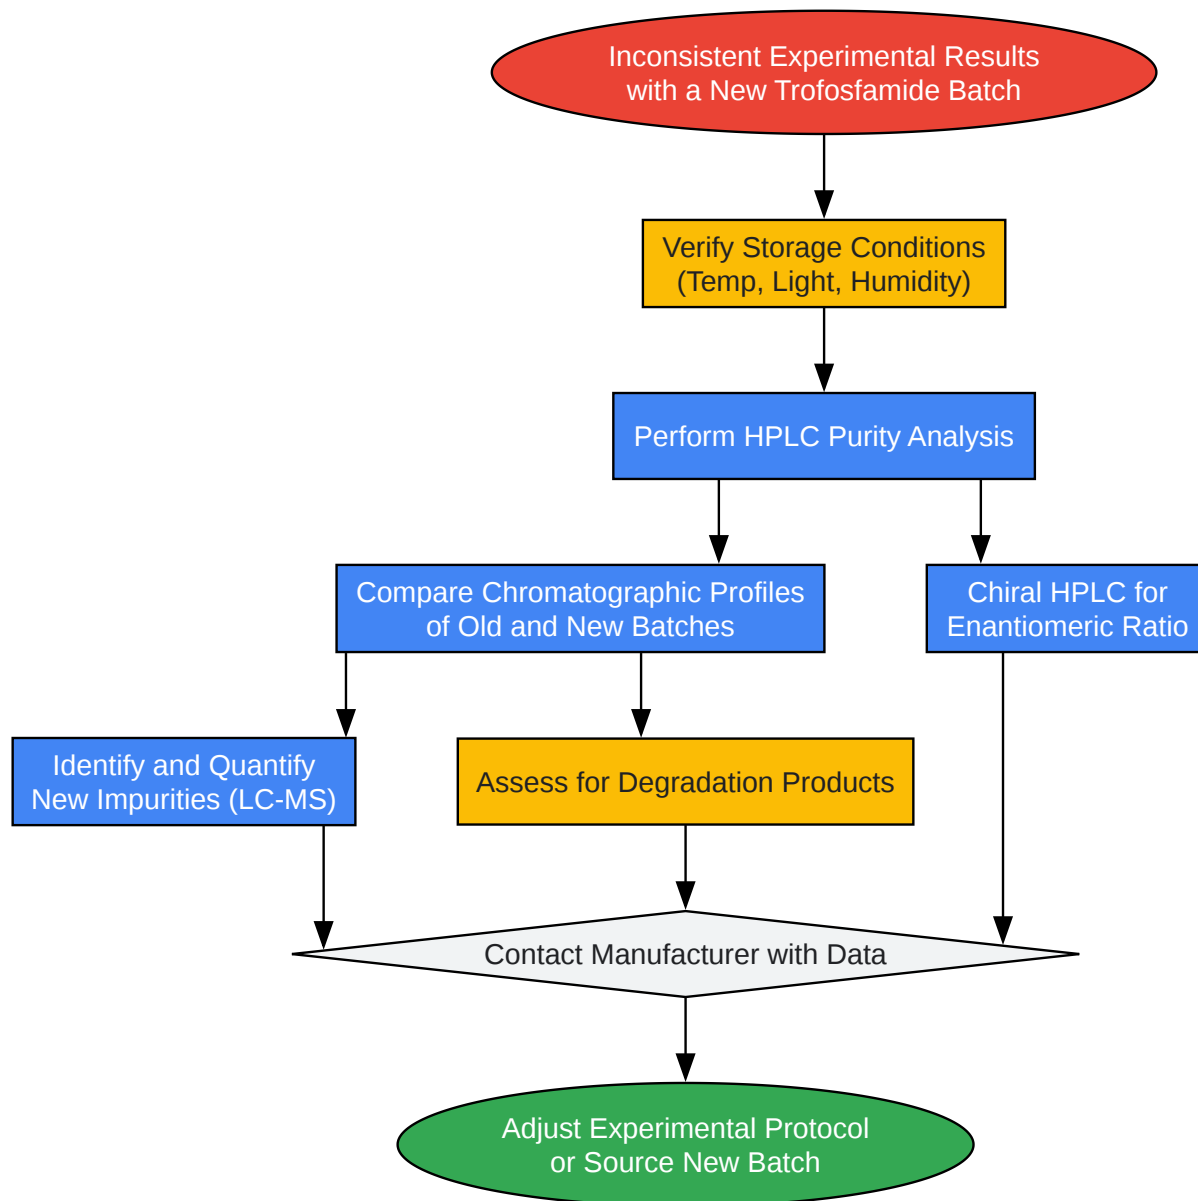 Inconsistent Experimental Results
with a New Trofosfamide Batch
Verify Storage Conditions
(Temp, Light, Humidity)
Perform HPLC Purity Analysis
Compare Chromatographic Profiles
of Old and New Batches
Chiral HPLC for
Enantiomeric Ratio
Identify and Quantify
New Impurities (LC-MS)
Assess for Degradation Products
Contact Manufacturer with Data
Adjust Experimental Protocol
or Source New Batch